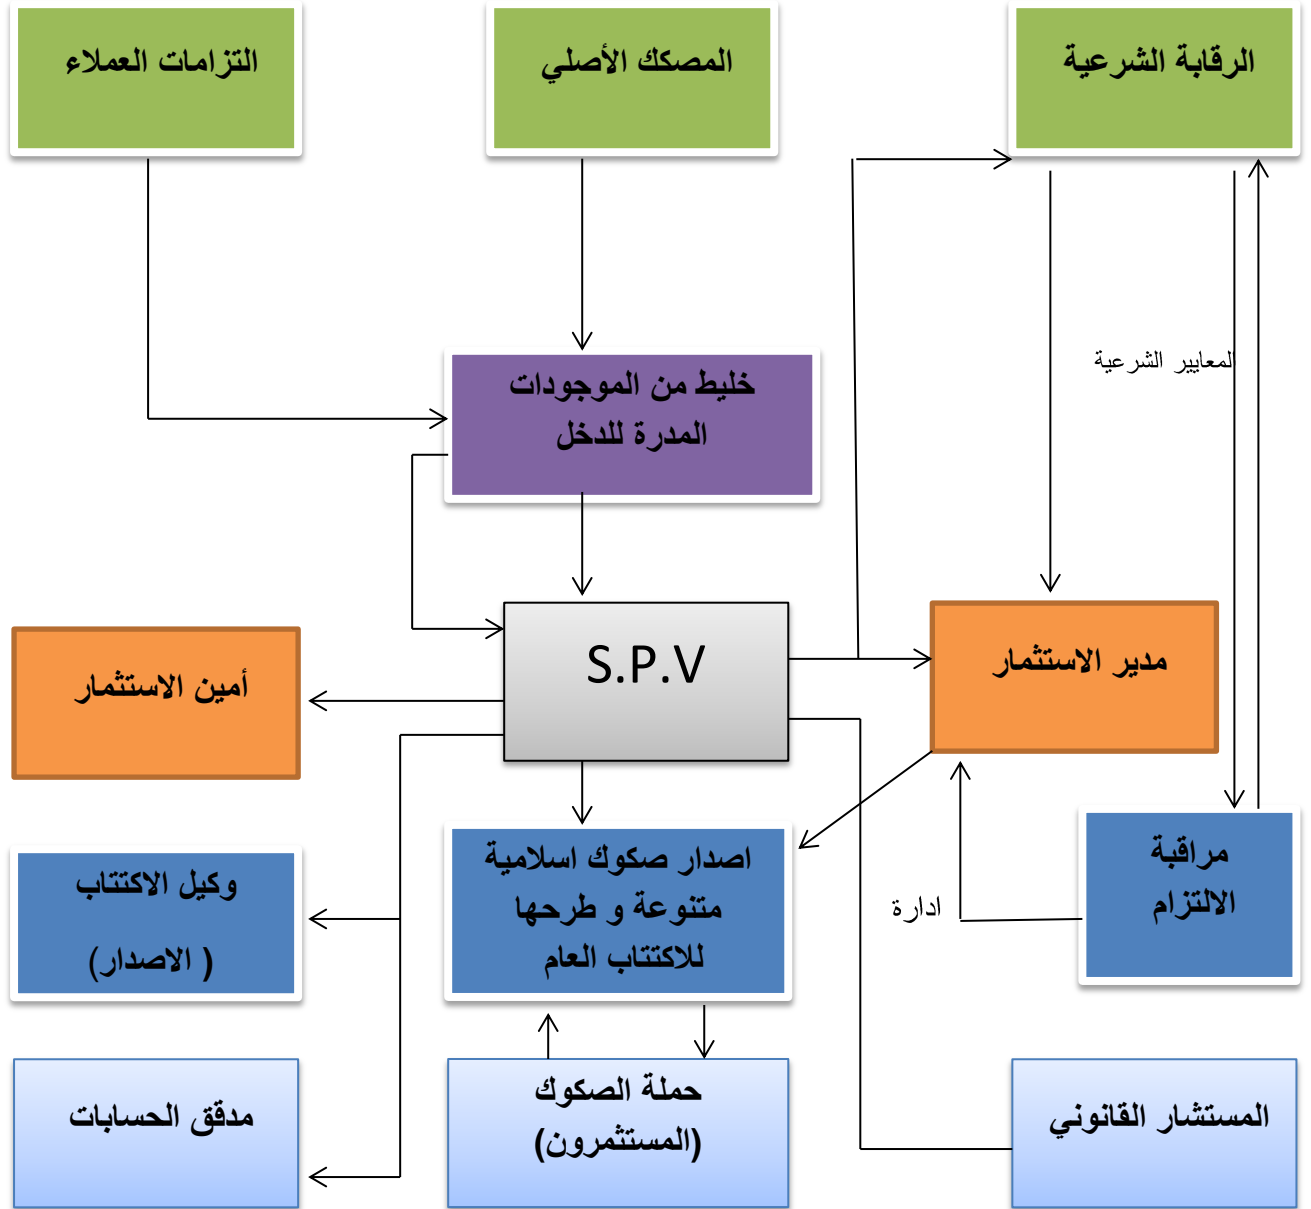 الرقابة الشرعية
المصكك الأصلي
التزامات العملاء
المعايير الشرعية
خليط من الموجودات
المدرة للدخل
مدير الاستثمار
S.P.V
أمين الاستثمار
مراقبة
الالتزام
ادارة
اصدار صكوك اسلامية
متنوعة و طرحها
للاكتتاب العام
وكيل الاكتتاب
( الاصدار)
المستشار القانوني
حملة الصكوك
(المستثمرون)
مدقق الحسابات